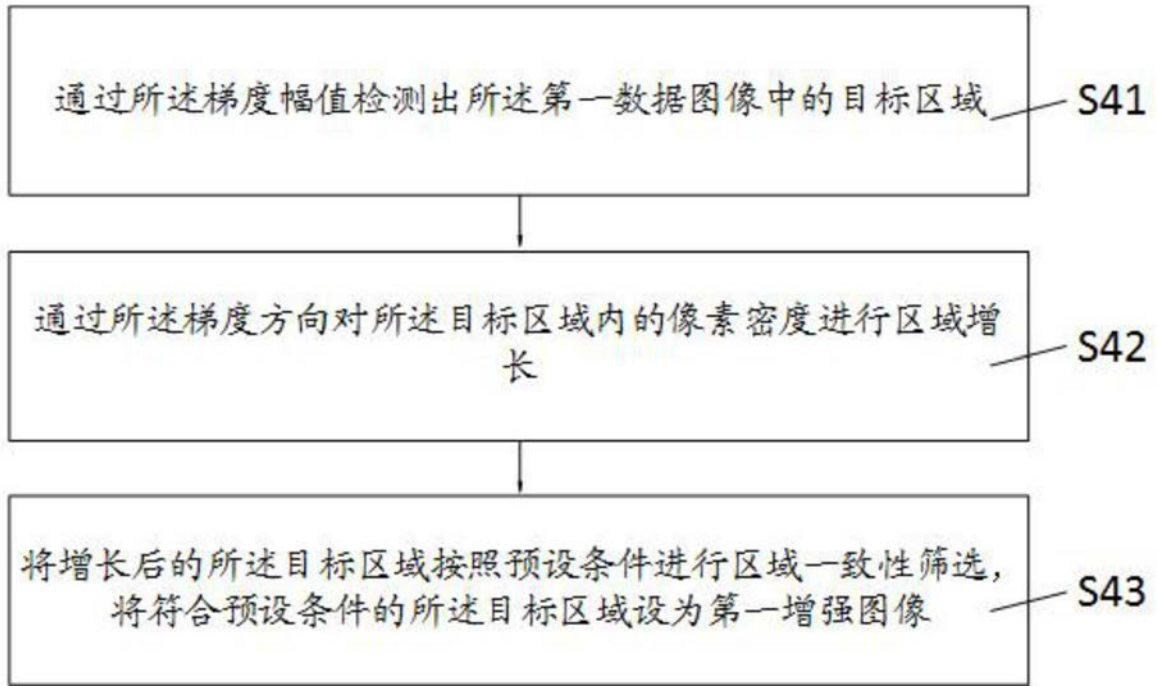 通过所述梯度幅值检测出所述第一数据图像中的目标区域
S41
通过所述梯度方向对所述目标区域内的像素密度进行区域增
长
S42
将增长后的所述目标区域按照预设条件进行区域一致性筛选，
将符合预设条件的所述目标区域设为第一增强图像
S43